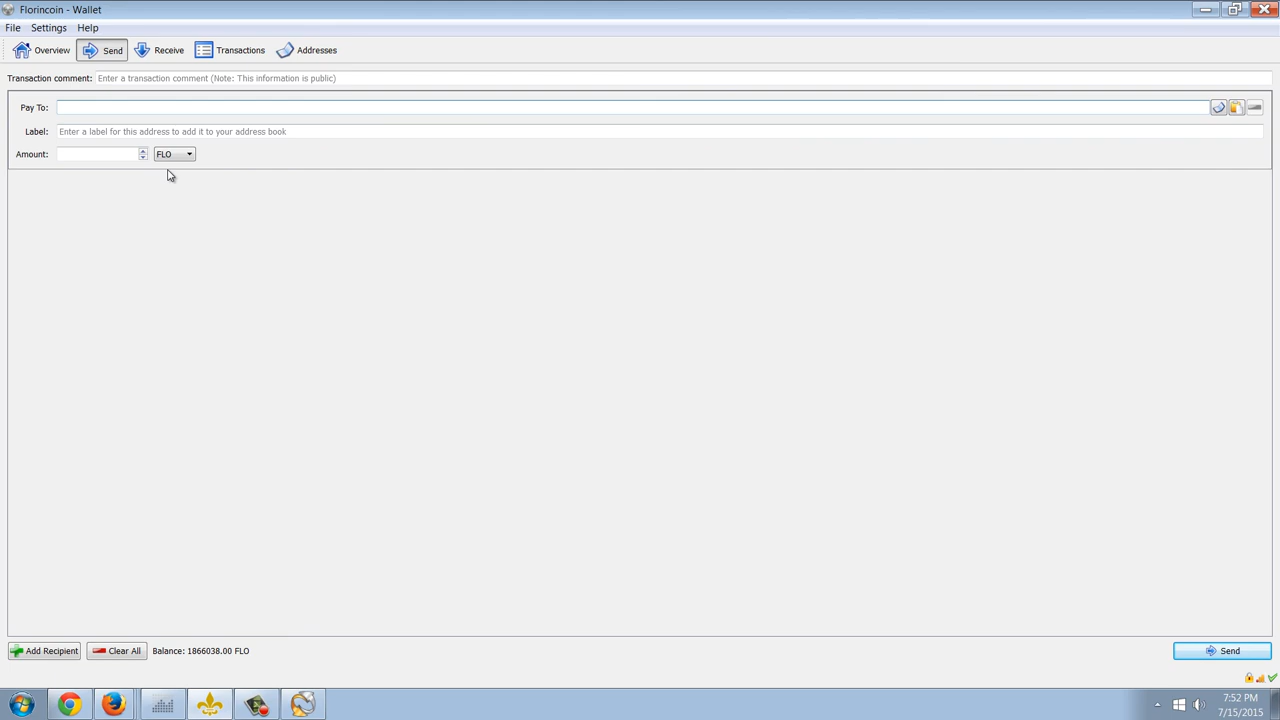 Florincoin - Wallet
File Settings Help
Overview Send Receive Transactions Addresses
Transaction comment: Enter a transaction comment (Note: This information is public)
Pay To:
Label: Enter a label for this address to add it to your address book
Amount: FLO
Add Recipient Clear All Balance: 1866038.00 FLO Send
7:52 PM
7/15/2015